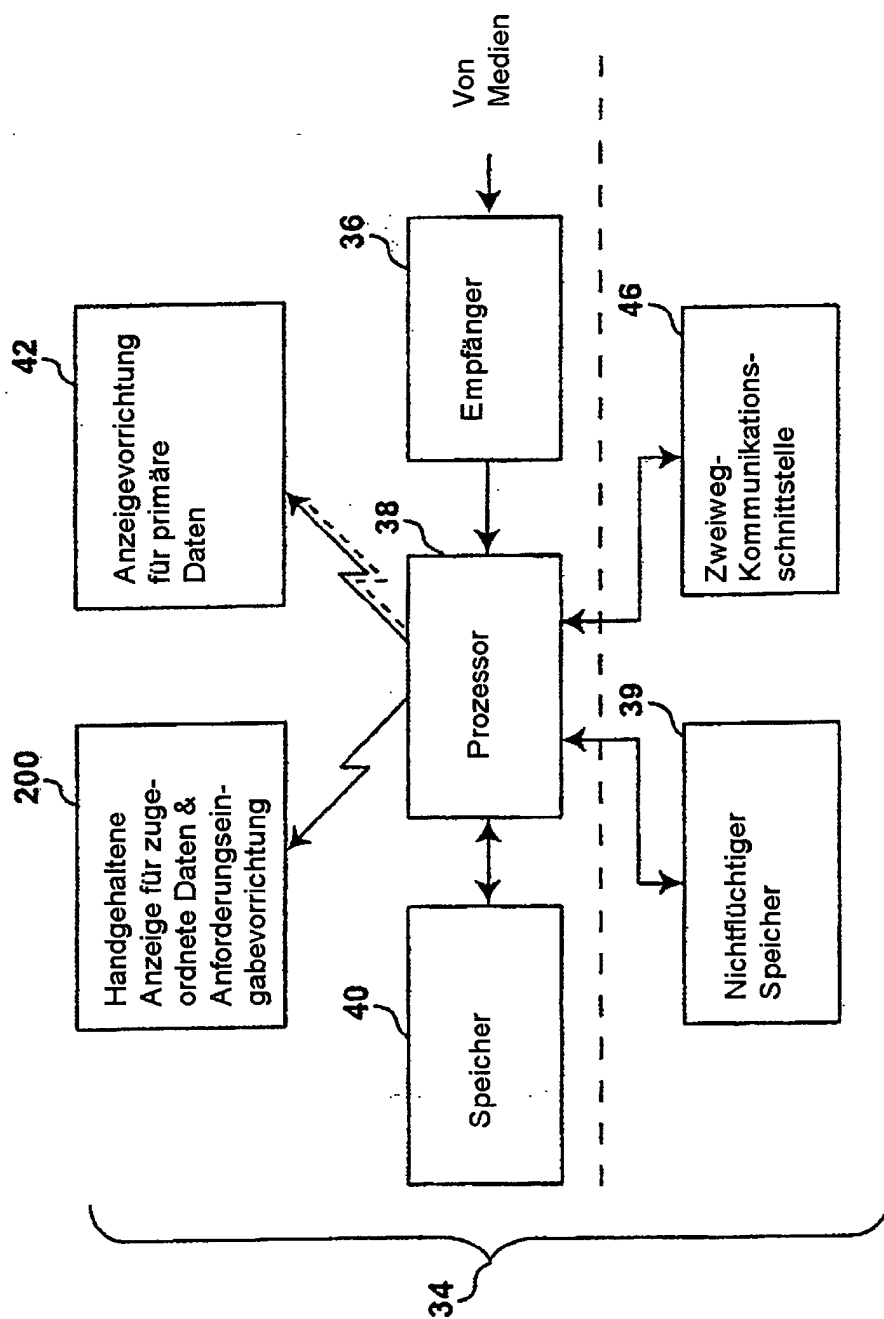 200
Handgehaltene
Anzeige für zuge-
ordnete Daten &
Anforderungsein-
gabevorrichtung
42
Anzeigevorrichtung
für primäre
Daten
40
Speicher
38
Prozessor
36
Empfänger
Von
Medien
39
Nichtflüchtiger
Speicher
46
Zweiweg-
Kommunikations-
schnittstelle
34